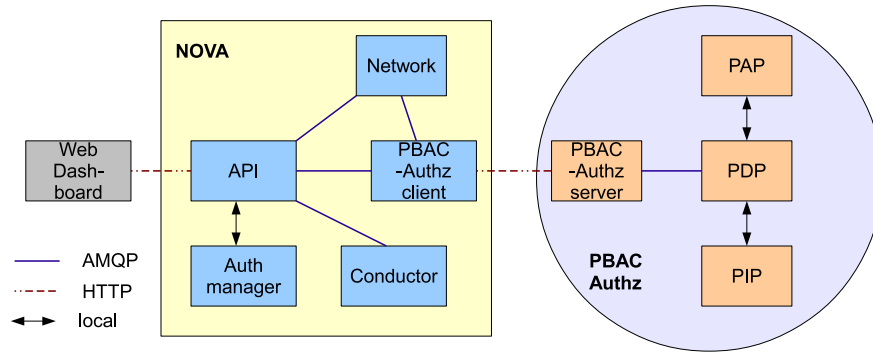 NOVA
Network
PAP
Web
Dash-
board
API
PBAC
-Authz
client
PBAC
-Authz
server
PDP
AMQP
HTTP
local
Auth
manager
Conductor
PBAC
Authz
PIP